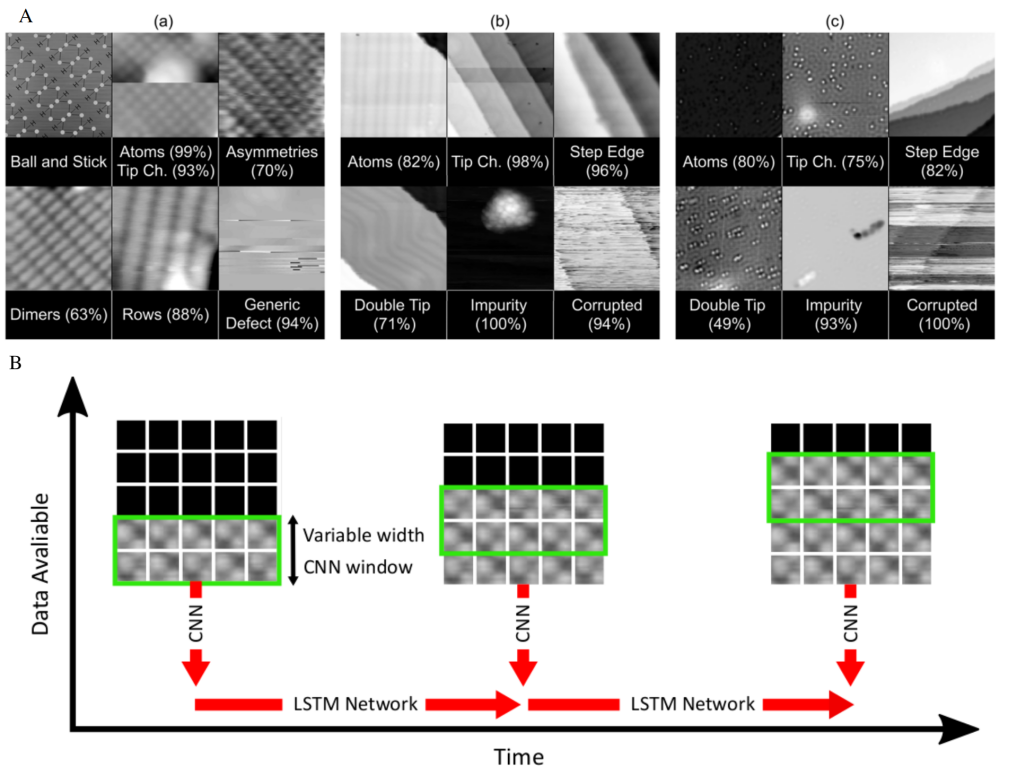 A
(a)
(b)
(c)
Ball and Stick
Atoms (99%)
Tip Ch. (93%)
Asymmetries
(70%)
Atoms (82%)
Tip Ch. (98%)
Step Edge
(96%)
Atoms (80%)
Tip Ch. (75%)
Step Edge
(82%)
Dimers (63%)
Rows (88%)
Generic
Defect (94%)
Double Tip
(71%)
Impurity
(100%)
Corrupted
(94%)
Double Tip
(49%)
Impurity
(93%)
Corrupted
(100%)
B
Data Avaliable
Variable width
CNN window
CNN
CNN
CNN
LSTM Network
LSTM Network
Time